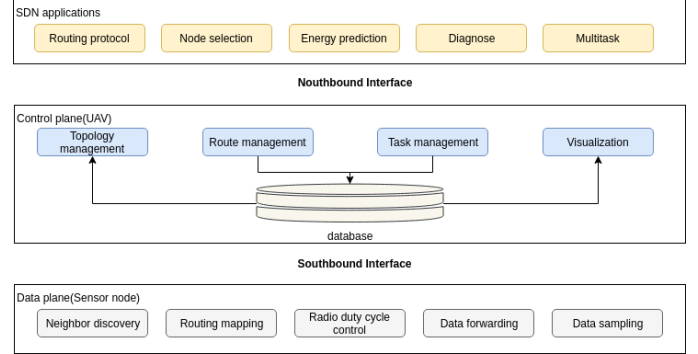 SDN applications
Routing protocol
Node selection
Energy prediction
Diagnose
Multitask
Nouthbound Interface
Control plane(UAV)
Topology
management
Route management
Task management
Visualization
database
Southbound Interface
Data plane(Sensor node)
Neighbor discovery
Routing mapping
Radio duty cycle
control
Data forwarding
Data sampling